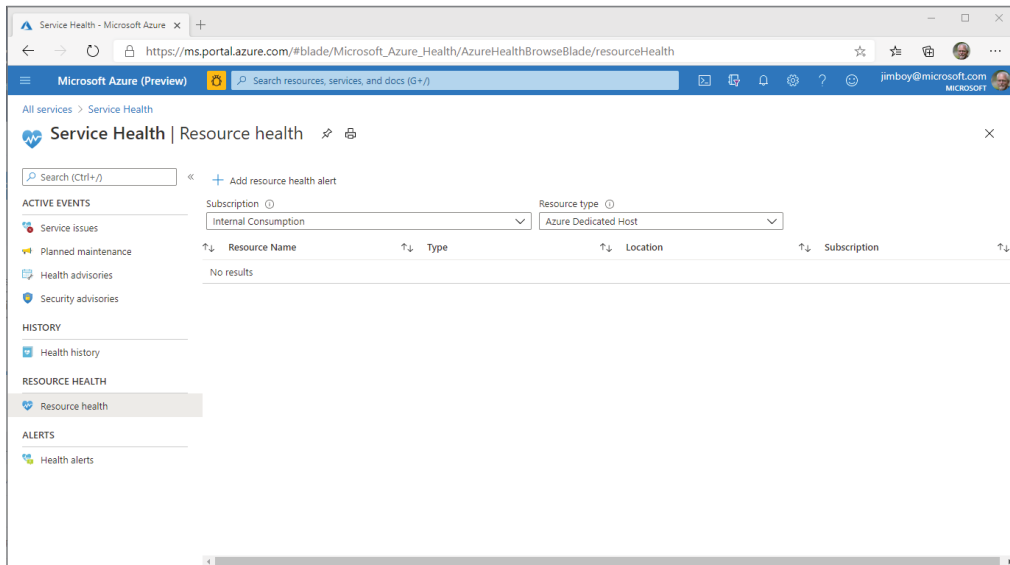 Service Health - Microsoft Azure
https://ms.portal.azure.com/#blade/Microsoft_Azure_Health/AzureHealthBrowseBlade/resourceHealth
Microsoft Azure (Preview)
Search resources, services, and docs (G+/)
jimboy@microsoft.com
MICROSOFT
All services > Service Health
Service Health | Resource health
Search (Ctrl+/)
Add resource health alert
ACTIVE EVENTS
Service issues
Planned maintenance
Health advisories
Security advisories
HISTORY
Health history
RESOURCE HEALTH
Resource health
ALERTS
Health alerts
Subscription
Resource type
Internal Consumption
Azure Dedicated Host
Resource Name Type Location Subscription
No results